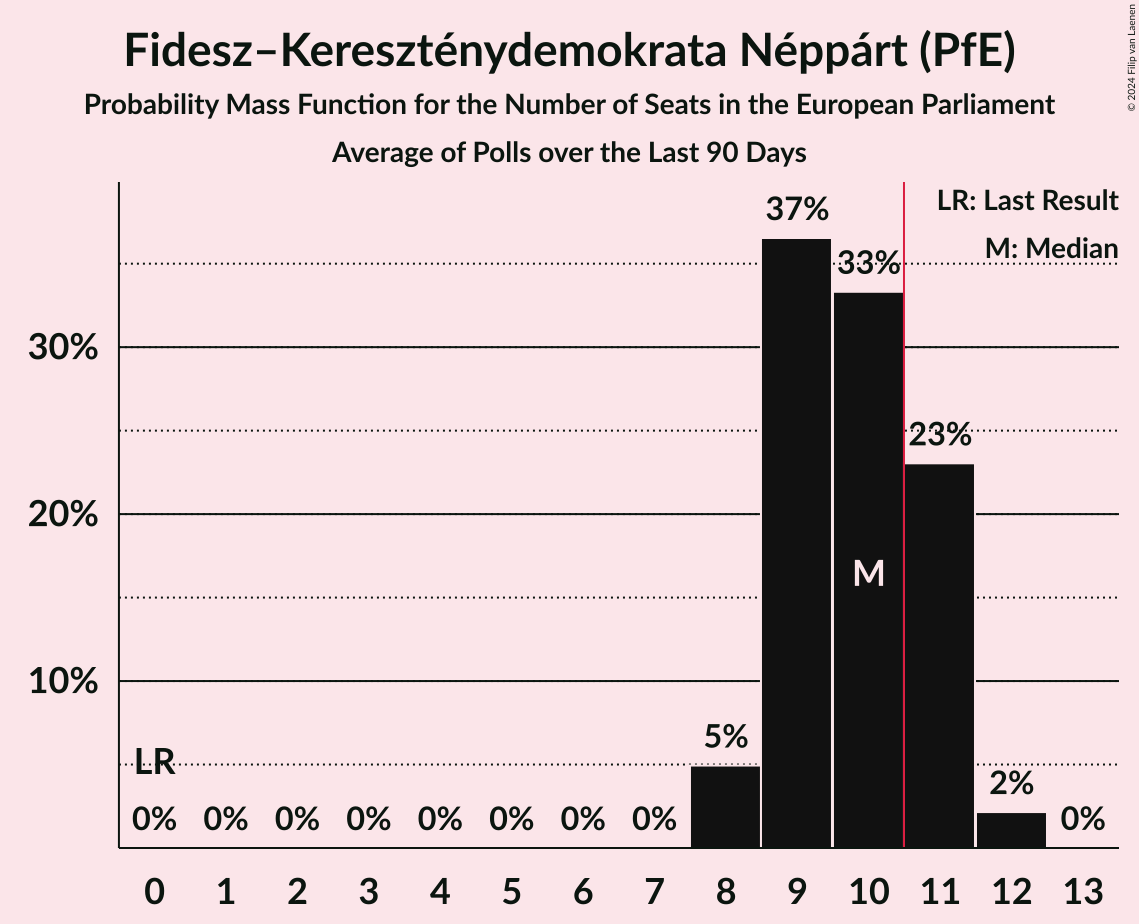 Fidesz–Kereszténydemokrata Néppárt (PfE)
Probability Mass Function for the Number of Seats in the European Parliament
Average of Polls over the Last 90 Days
© 2024 Filip van Laenen
LR: Last Result
M: Median
37%
33%
30%
23%
20%
M
10%
5%
LR
2%
0% 0% 0% 0% 0% 0% 0% 0% 0%
0 1 2 3 4 5 6 7 8 9 10 11 12 13